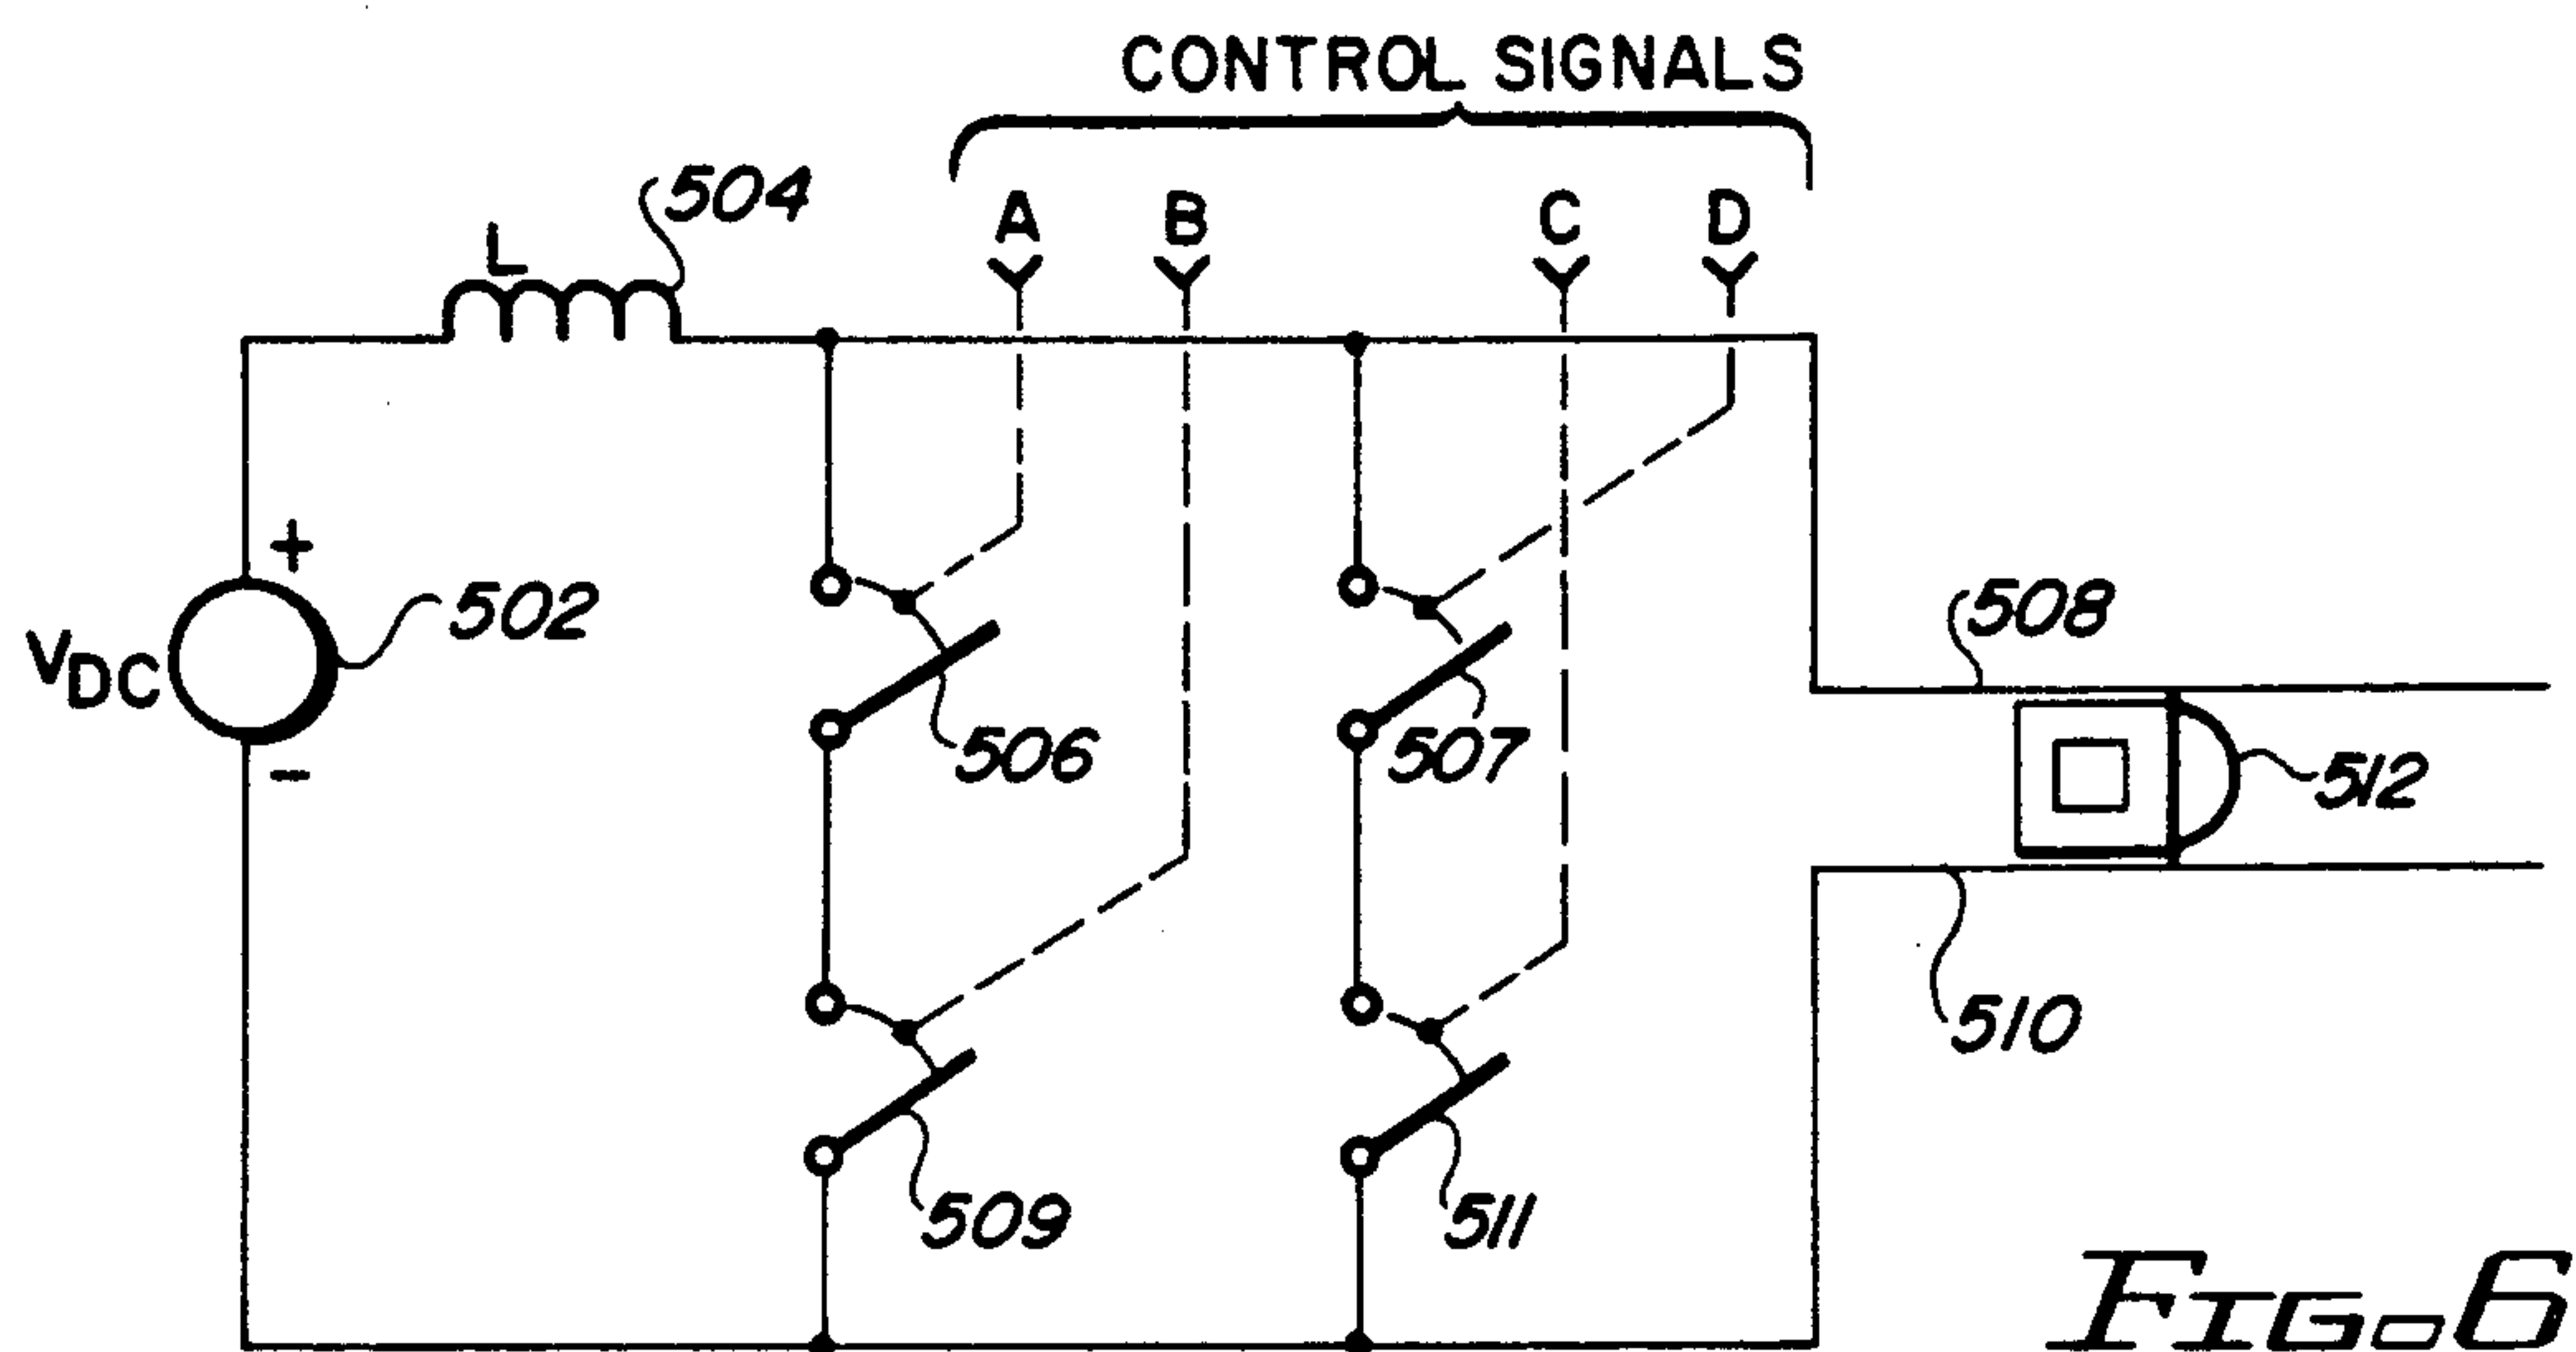 CONTROL SIGNALS
A B C D
504
L
+
502
VDC
-
506
507
508
512
510
509
511
FIG. 6